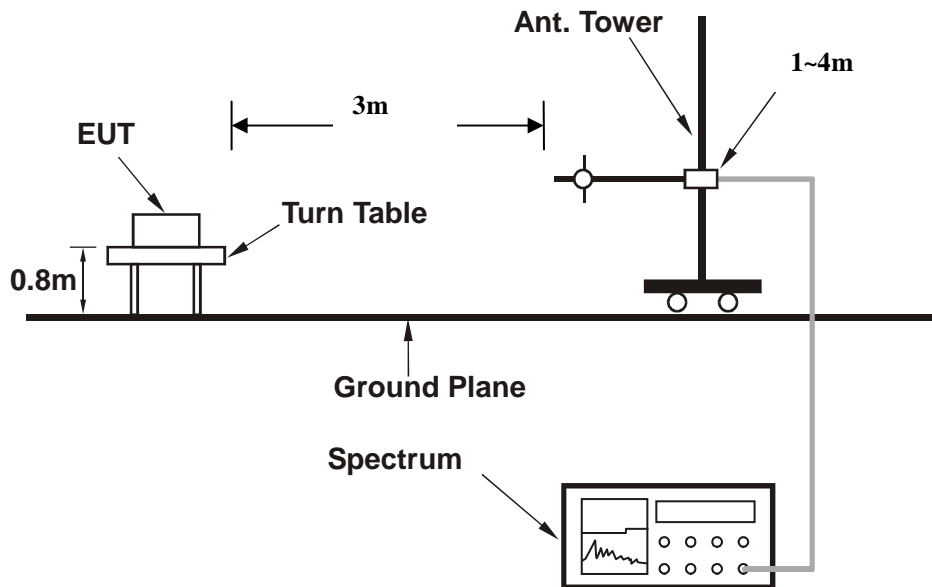 Ant. Tower
1~4m
3m
EUT
Turn Table
0.8m
Ground Plane
Spectrum